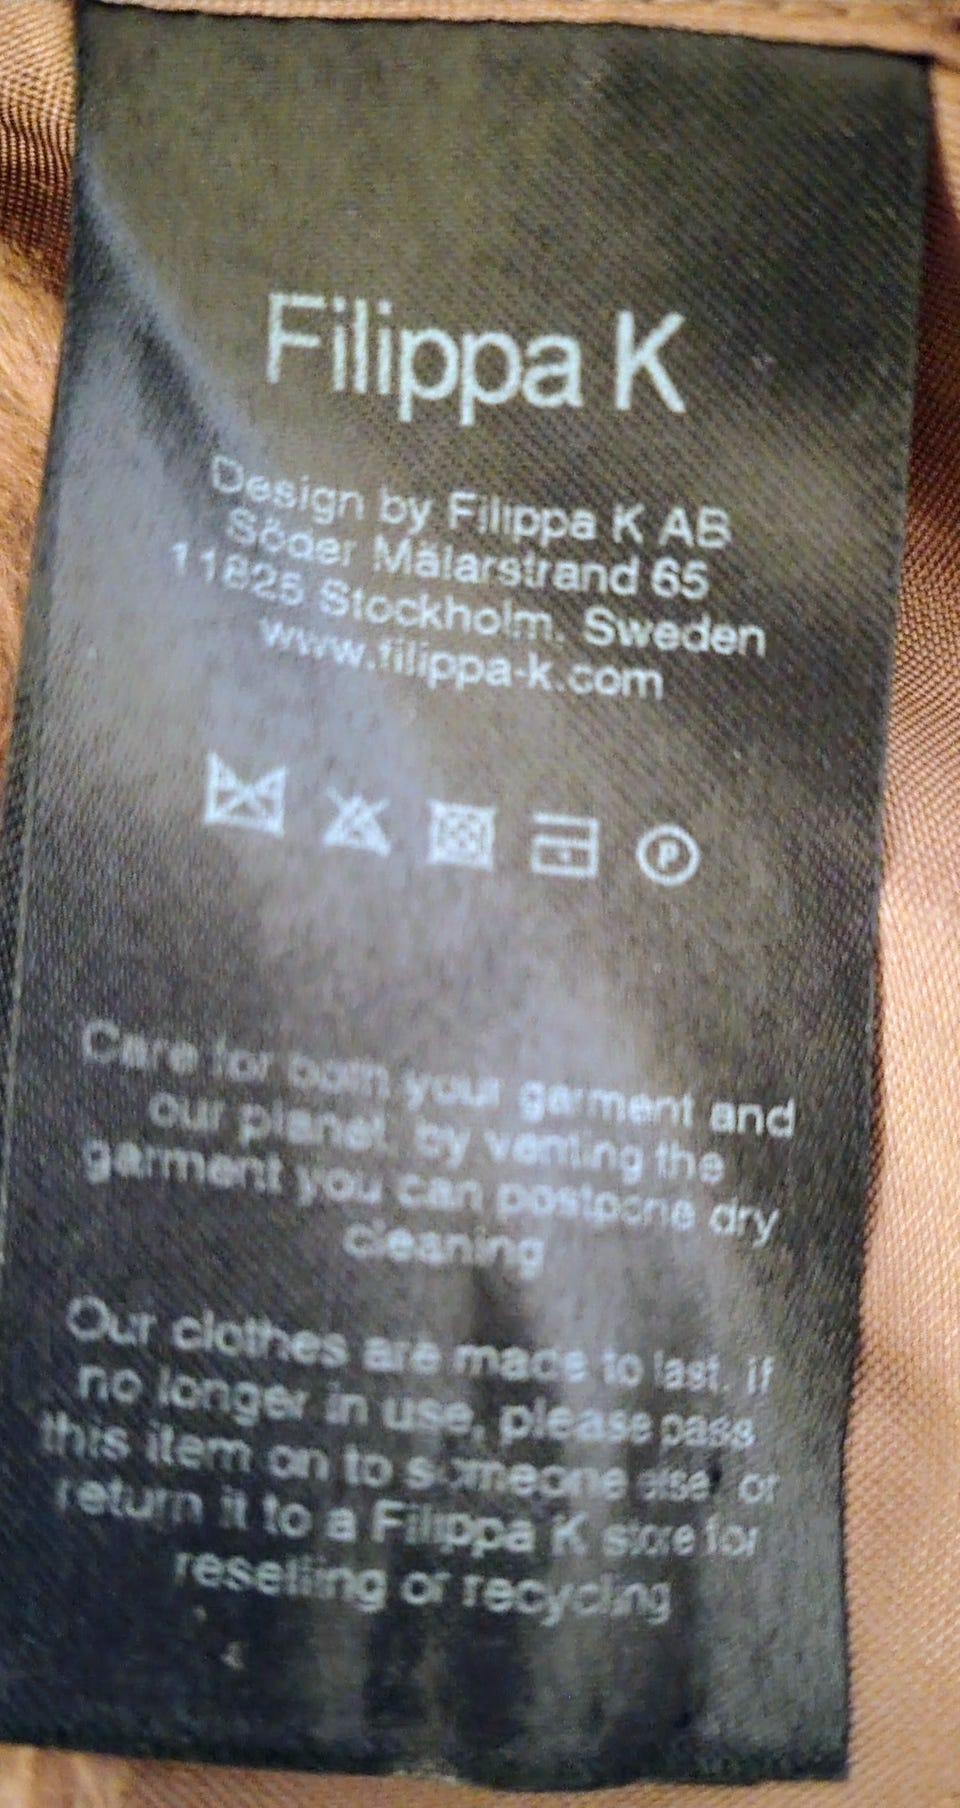 Filippa K
Design by Filippa K AB
Söder Mälarstrand 65
11825 Stockholm, Sweden
www.filippa-k.com
P
Care for both your garment and
our planet, by venting the
garment you can postpone dry
cleaning
Our clothes are made to last, if
no longer in use, please pass
this item on to someone else, or
return it to a Filippa K store for
reselling or recycling